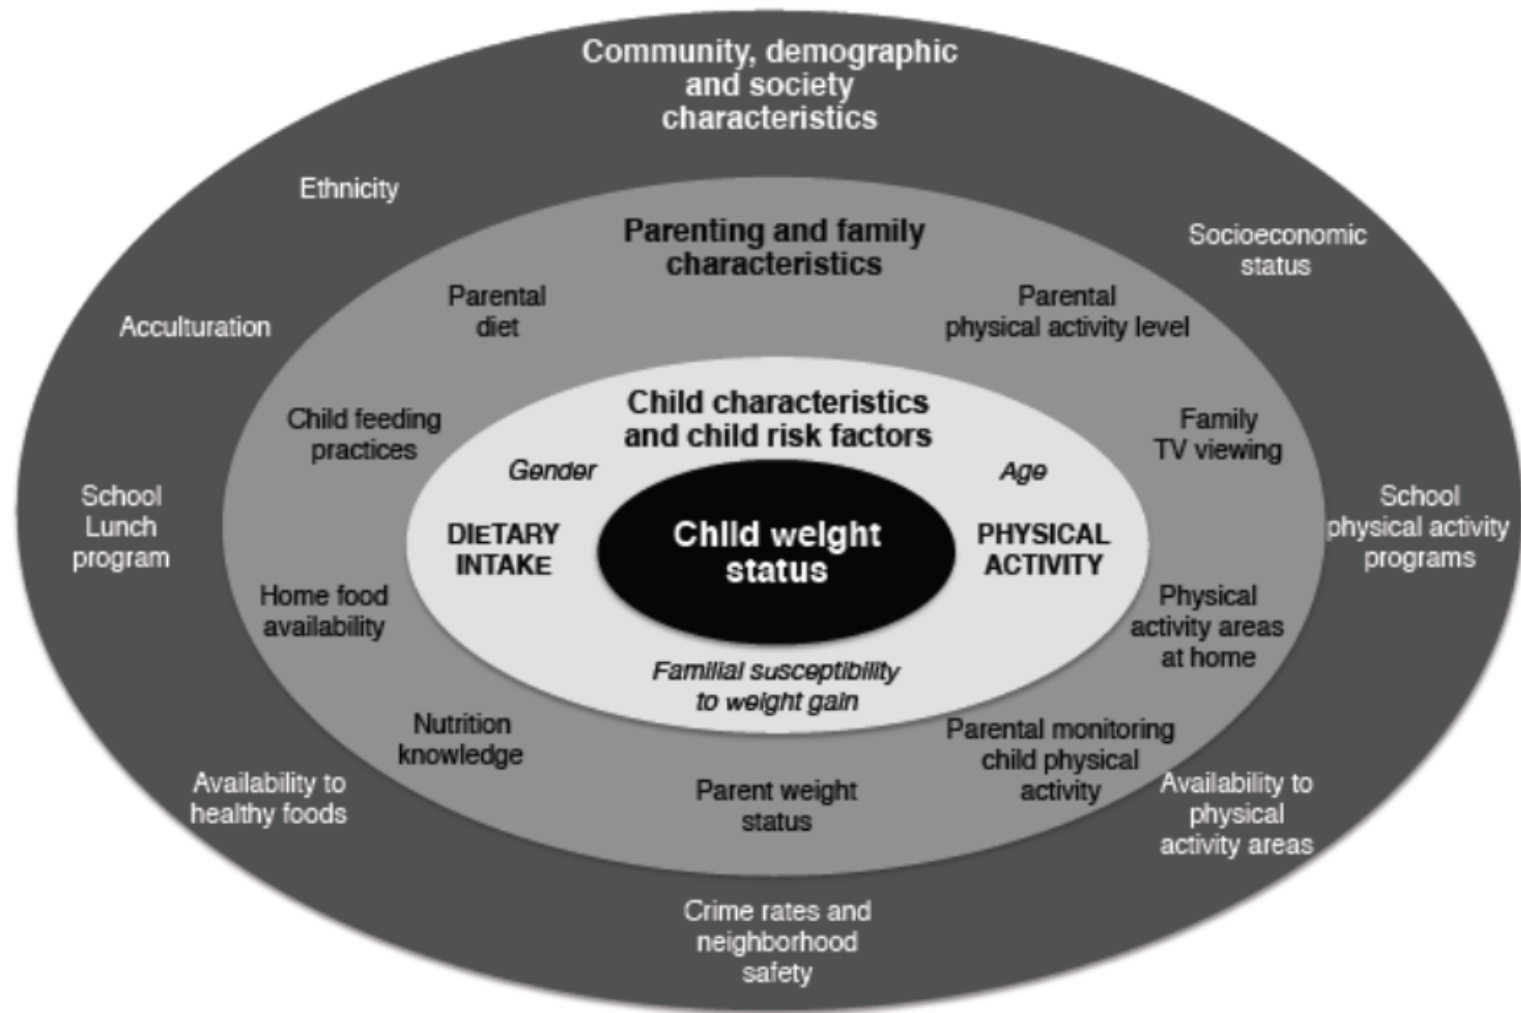 Community, demographic
and society
characteristics
Ethnicity
Socioeconomic
status
Parenting and family
characteristics
Parental
diet
Parental
physical activity level
Acculturation
Child characteristics
and child risk factors
Child feeding
practices
Family
TV viewing
Gender
Age
School
Lunch
program
DIETARY
INTAKE
Child weight
status
PHYSICAL
ACTIVITY
School
physical activity
programs
Home food
availability
Physical
activity areas
at home
Familial susceptibility
to weight gain
Nutrition
knowledge
Parental monitoring
child physical
activity
Availability to
healthy foods
Parent weight
status
Availability to
physical
activity areas
Crime rates and
neighborhood
safety